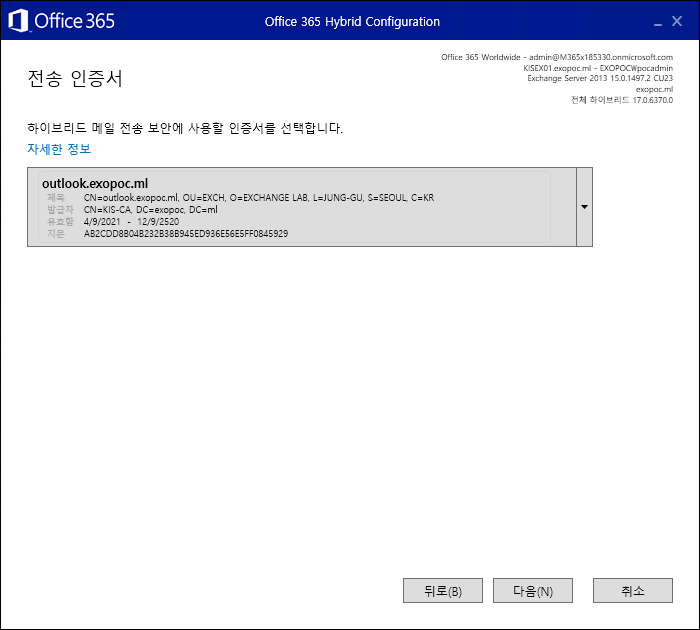 Office 365
Office 365 Hybrid Configuration
Office 365 Worldwide - admin@M365x185330.onmicrosoft.com
KISEX01.exopoc.ml - EXOPOC₩pocadmin
Exchange Server 2013 15.0.1497.2 CU23
exopoc.ml
전체 하이브리드 17.0.6370.0
전송 인증서
하이브리드 메일 전송 보안에 사용할 인증서를 선택합니다.
자세한 정보
outlook.exopoc.ml
제목 CN=outlook.exopoc.ml, OU=EXCH, O=EXCHANGE LAB, L=JUNG-GU, S=SEOUL, C=KR
발급자 CN=KIS-CA, DC=exopoc, DC=ml
유효함 4/9/2021 - 12/9/2520
지문 AB2CDD8B04B232B38B945ED936E56E5FF0845929
뒤로(B) 다음(N) 취소